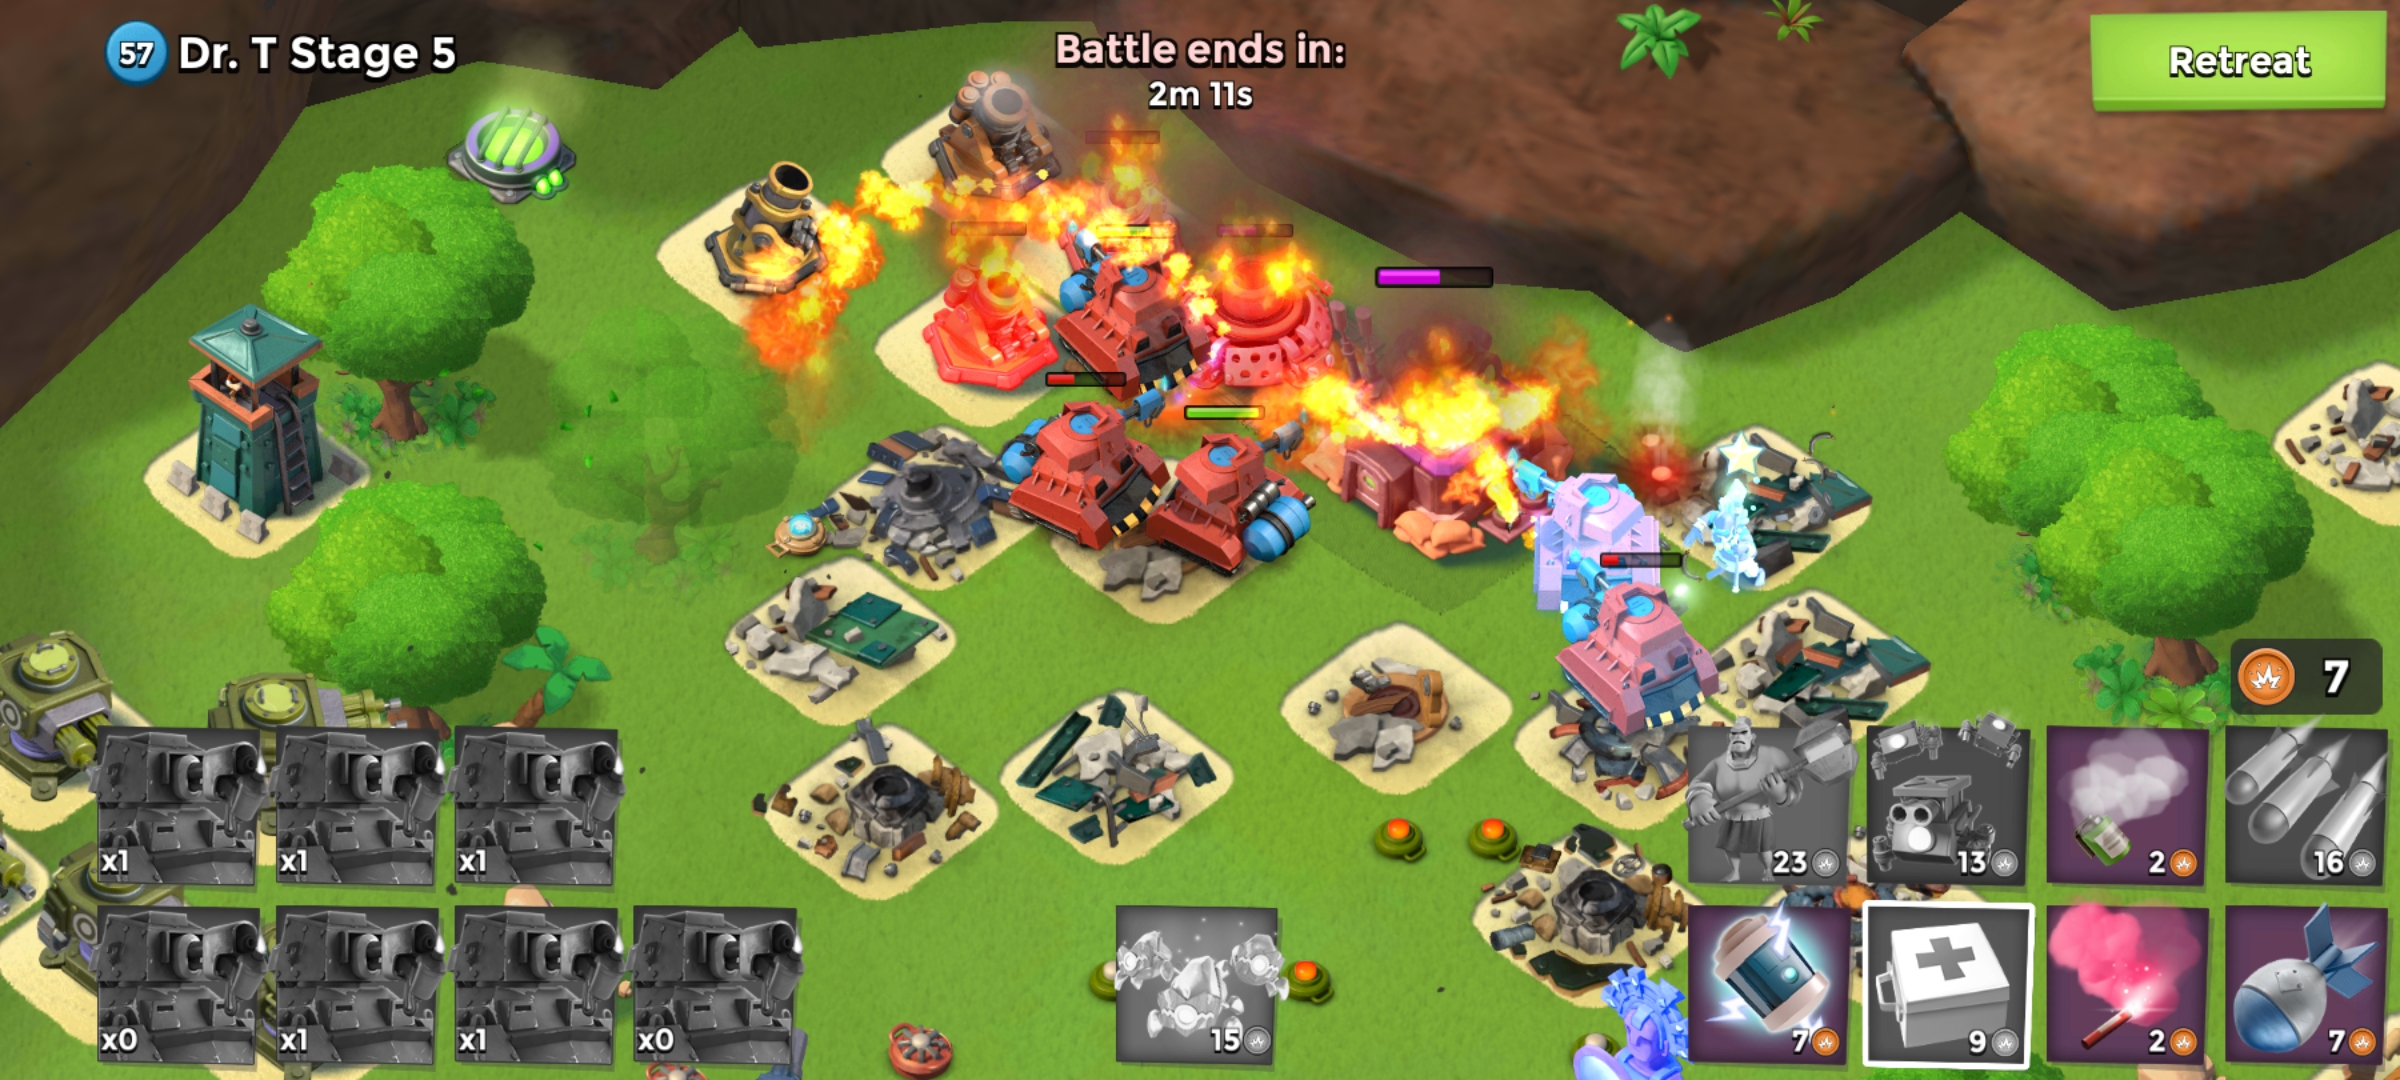 57 Dr. T Stage 5
Battle ends in:
2m 11s
Retreat
7
x1
x1
x1
23
13
2
16
x0
x1
x1
x0
15
7
9
2
7